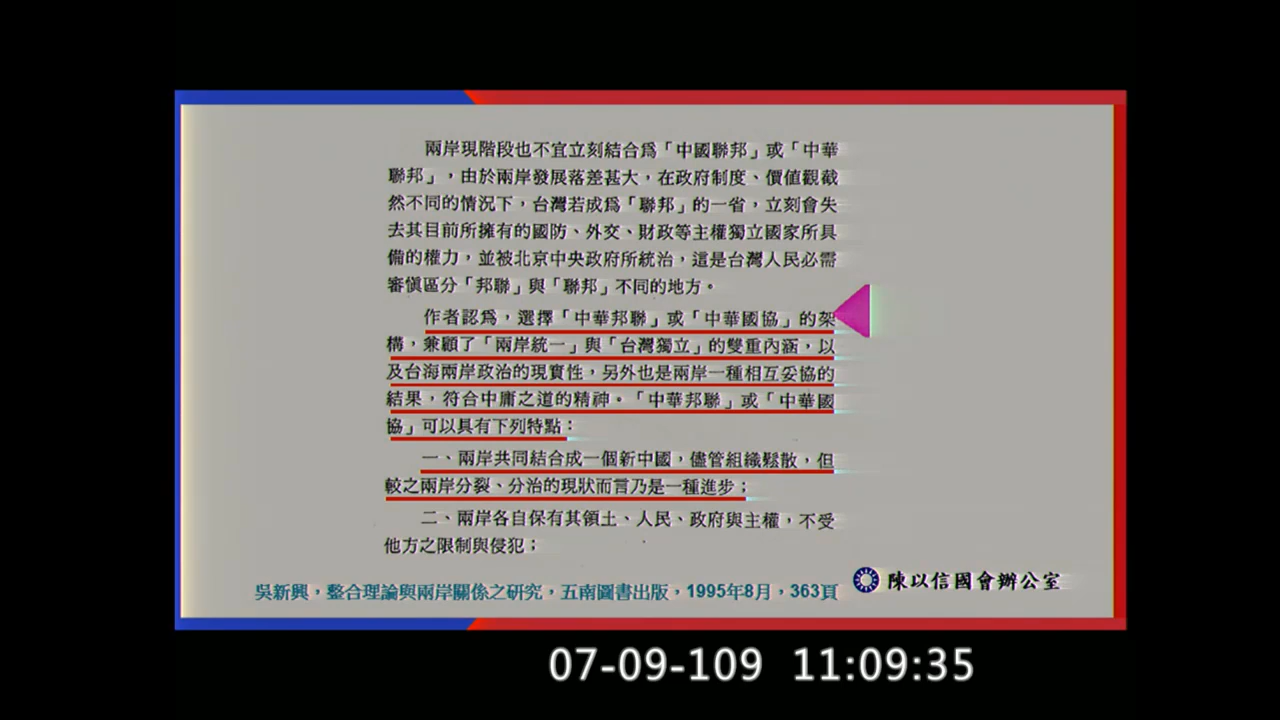 兩岸現階段也不宜立刻結合爲「中國聯邦」或「中華
聯邦」，由於兩岸發展落差甚大，在政府制度、價值觀截
然不同的情況下，台灣若成爲「聯邦」的一省，立刻會失
去其目前所擁有的國防、外交、財政等主權獨立國家所具
備的權力，並被北京中央政府所統治，這是台灣人民必需
審愼區分「邦聯」與「聯邦」不同的地方。
作者認爲，選擇「中華邦聯」或「中華國協」的架
構，兼顧了「兩岸統一」與「台灣獨立」的雙重內涵，以
及台海兩岸政治的現實性，另外也是兩岸一種相互妥協的
結果，符合中庸之道的精神。「中華邦聯」或「中華國
協」可以具有下列特點：
一、兩岸共同結合成一個新中國，儘管組織鬆散，但
較之兩岸分裂、分治的現狀而言乃是一種進步；
二、兩岸各自保有其領土、人民、政府與主權，不受
他方之限制與侵犯；
吳新興，整合理論與兩岸關係之研究，五南圖書出版，1995年8月，363頁
陳以信國會辦公室
07-09-109 11:09:35